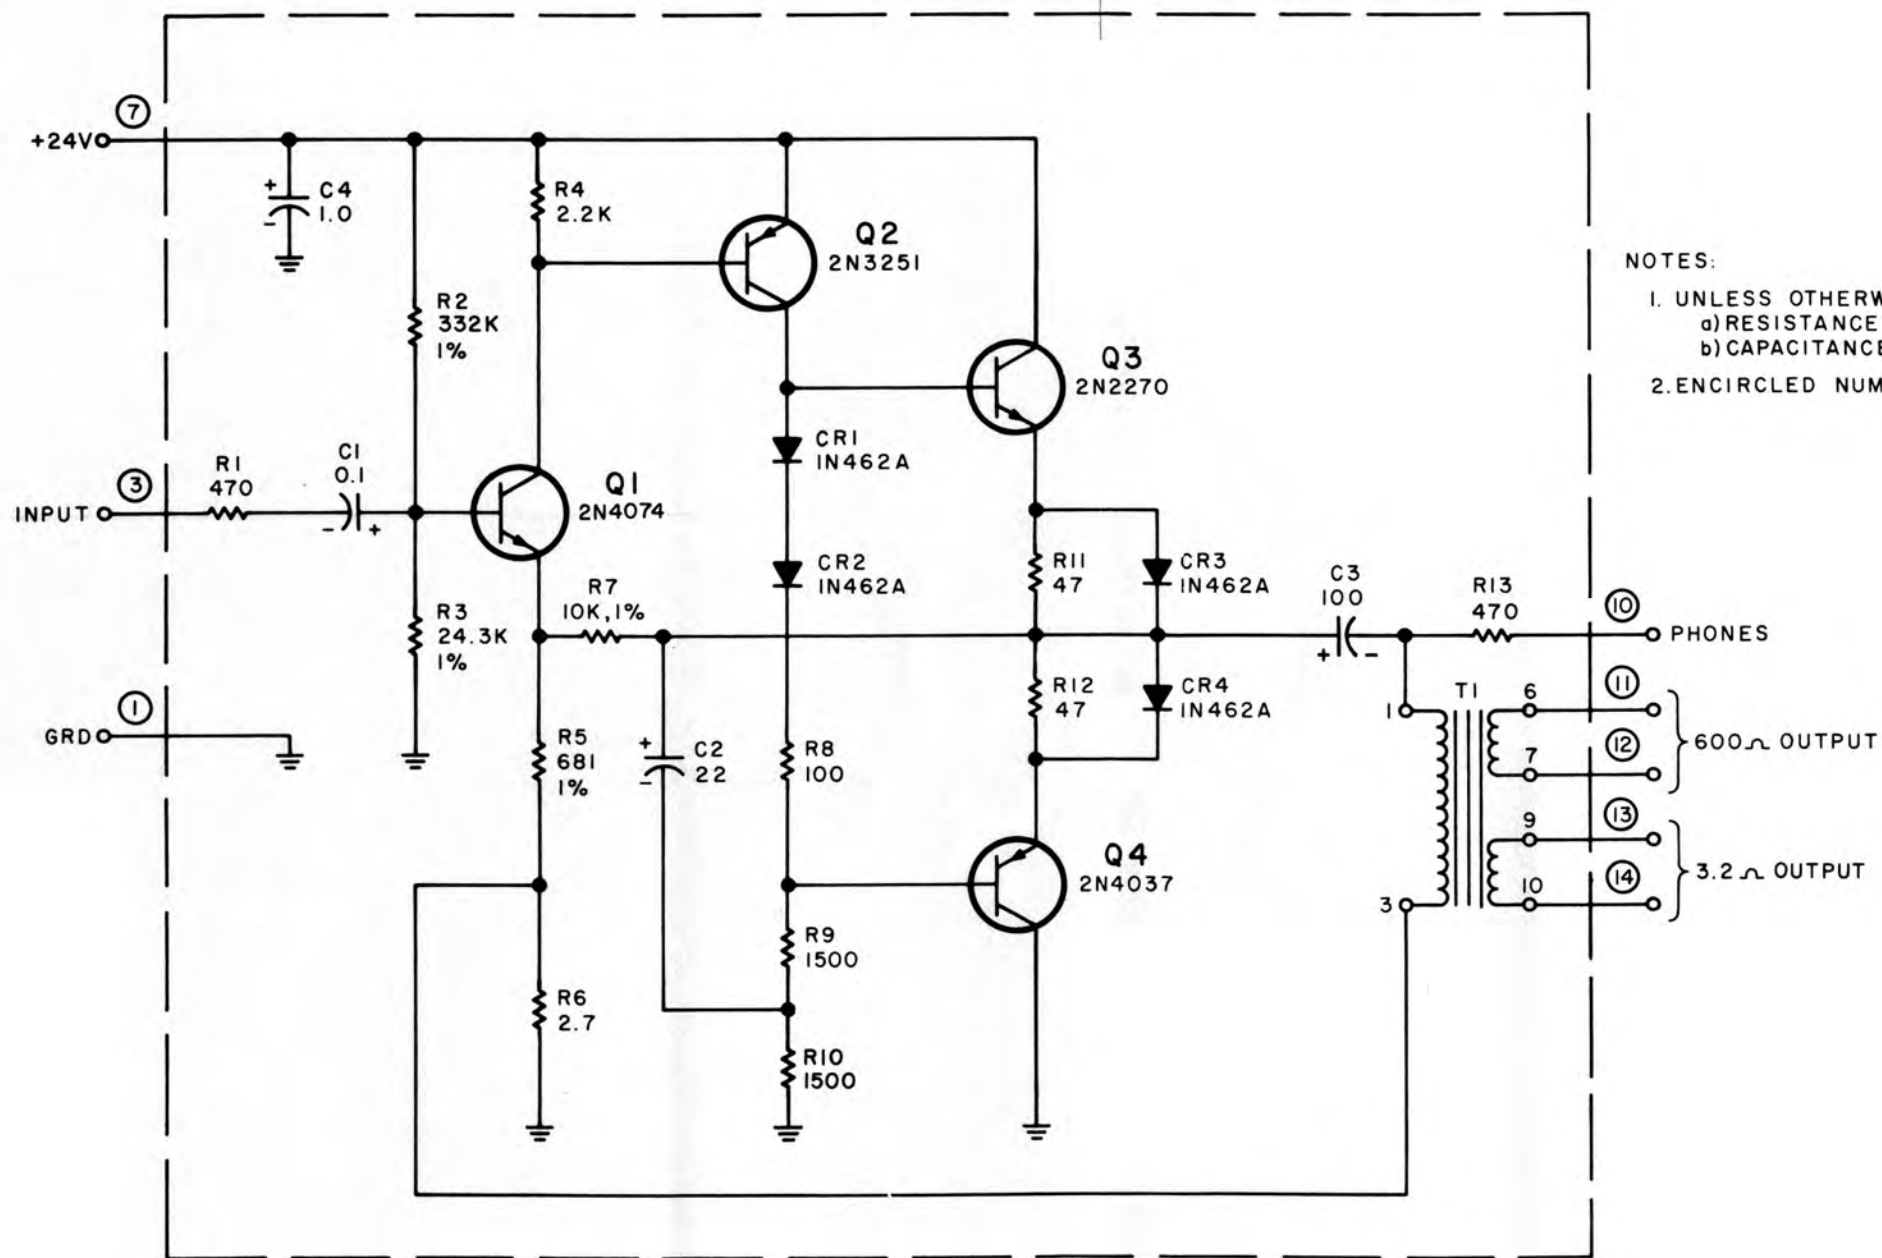 7
+24V
C4
1.0
+
-
R4
2.2K
Q2
2N3251
R2
332K
1%
Q3
2N2270
NOTES:
1. UNLESS OTHERW
a) RESISTANCE
b) CAPACITANCE
2. ENCIRCLED NUM
3
INPUT
R1
470
C1
0.1
- +
Q1
2N4074
CR1
1N462A
CR2
1N462A
R7
10K, 1%
R3
24.3K
1%
R11
47
CR3
1N462A
C3
100
+ -
R13
470
10
PHONES
1
GRD
R5
681
1%
+
C2
22
-
R8
100
R12
47
CR4
1N462A
T1
1
3
6
7
9
10
11
12
600Ω OUTPUT
13
14
3.2Ω OUTPUT
Q4
2N4037
R9
1500
R6
2.7
R10
1500